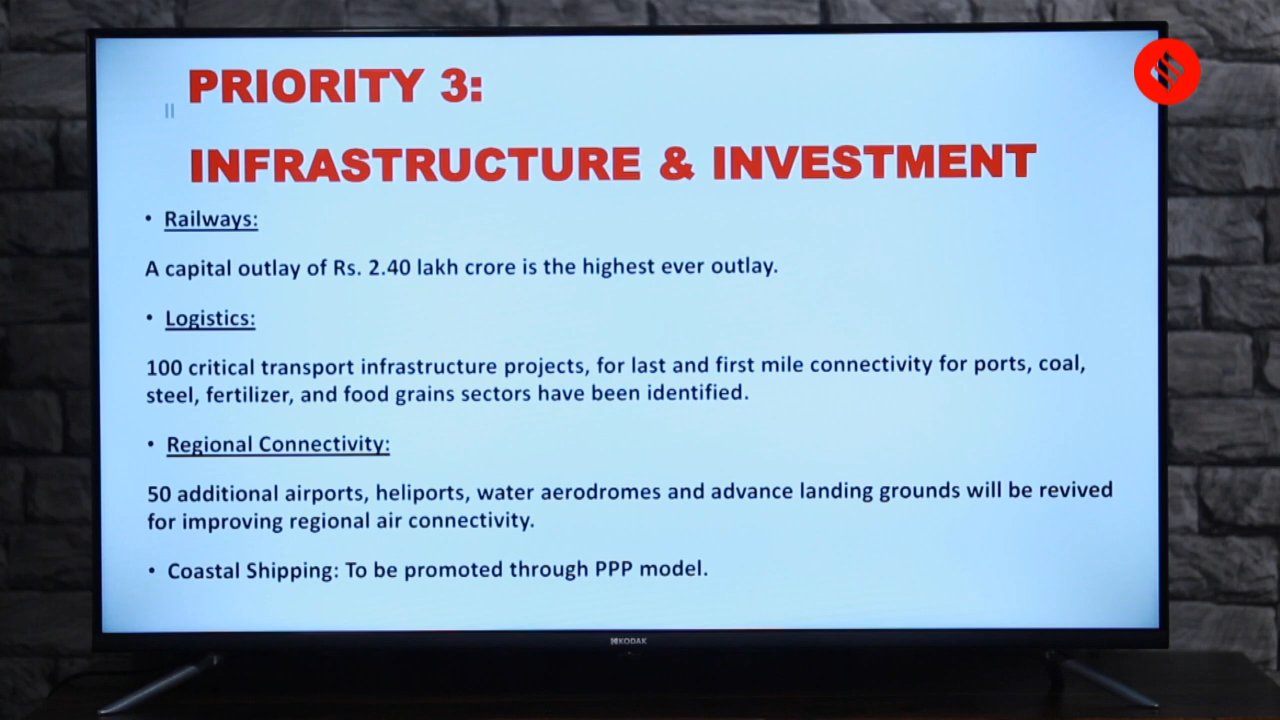 PRIORITY 3:
INFRASTRUCTURE & INVESTMENT
• Railways:
A capital outlay of Rs. 2.40 lakh crore is the highest ever outlay.
• Logistics:
100 critical transport infrastructure projects, for last and first mile connectivity for ports, coal,
steel, fertilizer, and food grains sectors have been identified.
• Regional Connectivity:
50 additional airports, heliports, water aerodromes and advance landing grounds will be revived
for improving regional air connectivity.
• Coastal Shipping: To be promoted through PPP model.
KODAK